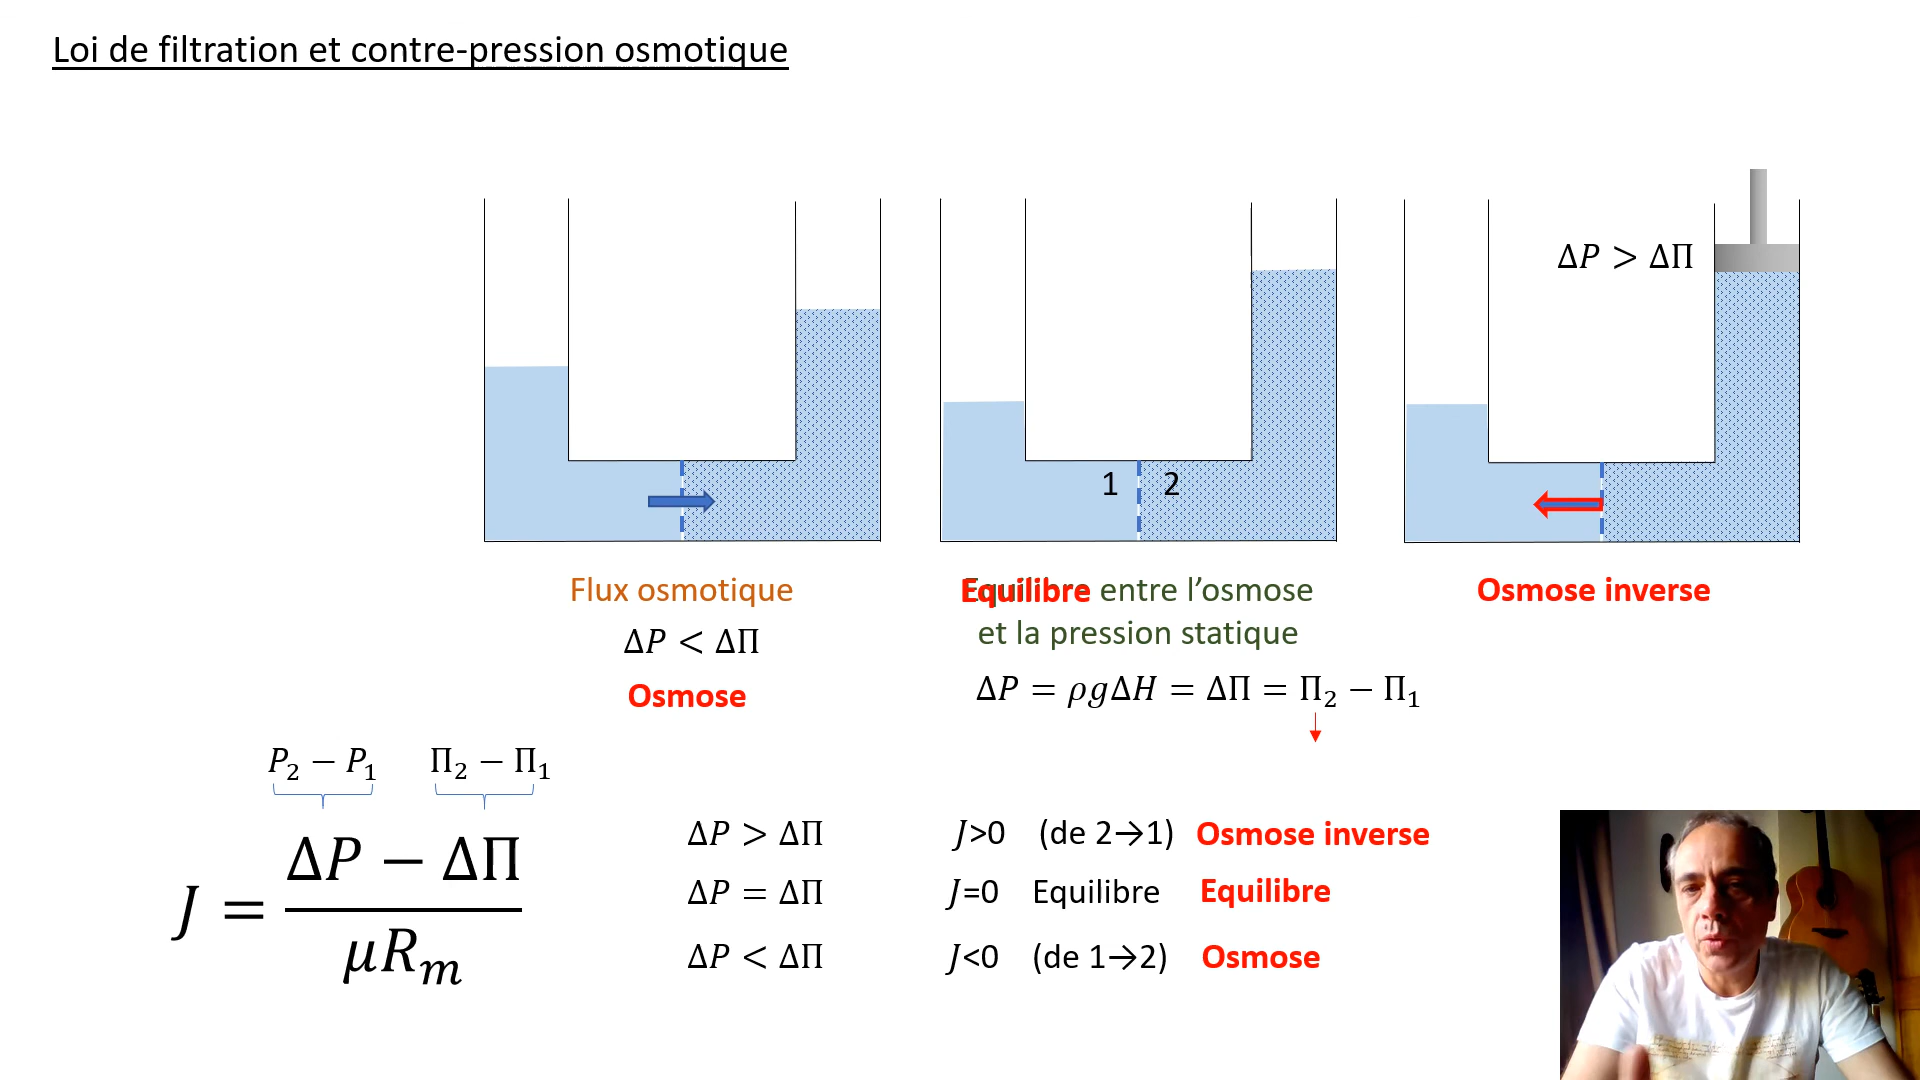 Loi de filtration et contre-pression osmotique
ΔP > ΔΠ
1 2
Flux osmotique
ΔP < ΔΠ
Osmose
Equilibre entre l’osmose
et la pression statique
Equilibre
ΔP = ρgΔH = ΔΠ = Π₂ − Π₁
Osmose inverse
P₂ − P₁ Π₂ − Π₁
J = (ΔP − ΔΠ) / μRₘ
ΔP > ΔΠ J>0 (de 2→1) Osmose inverse
ΔP = ΔΠ J=0 Equilibre Equilibre
ΔP < ΔΠ J<0 (de 1→2) Osmose